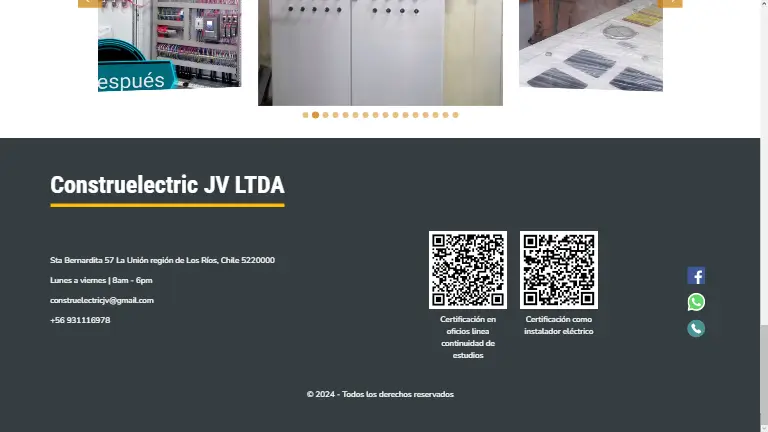 espués
Construelectric JV LTDA
Sta Bernardita 57 La Unión región de Los Ríos, Chile 5220000
Lunes a viernes | 8am - 6pm
construelectricjv@gmail.com
+56 931116978
Certificación en
oficios linea
continuidad de
estudios
Certificación como
instalador eléctrico
© 2024 - Todos los derechos reservados